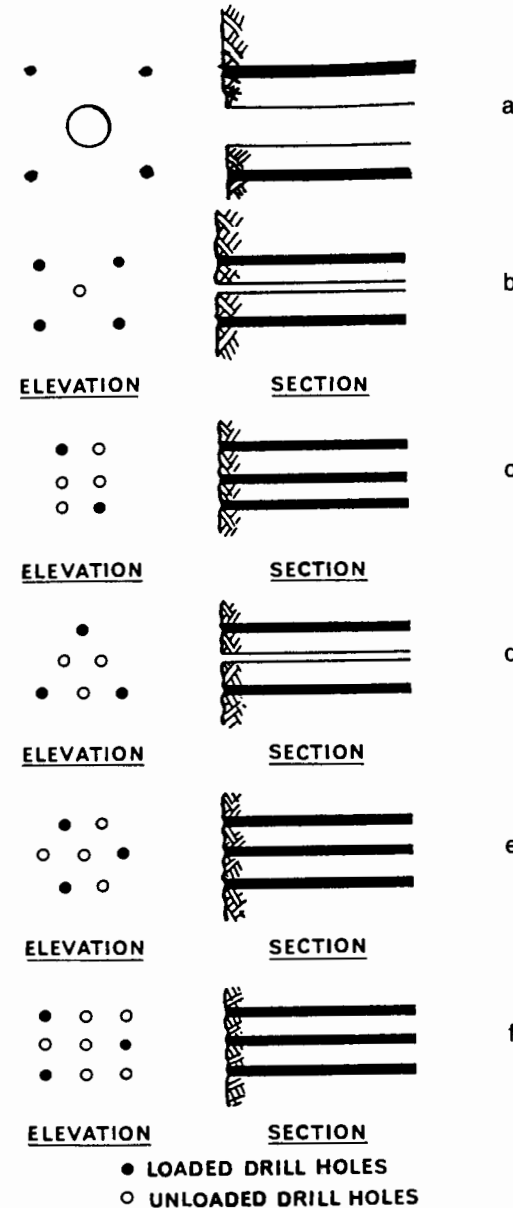 a
b
ELEVATION SECTION
c
ELEVATION SECTION
d
ELEVATION SECTION
e
ELEVATION SECTION
f
ELEVATION SECTION
LOADED DRILL HOLES
UNLOADED DRILL HOLES